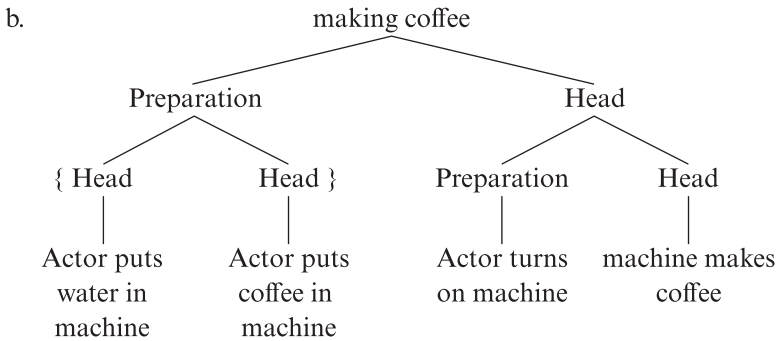 b.
making coffee
Preparation
Head
{ Head
Head }
Preparation
Head
Actor puts
water in
machine
Actor puts
coffee in
machine
Actor turns
on machine
machine makes
coffee